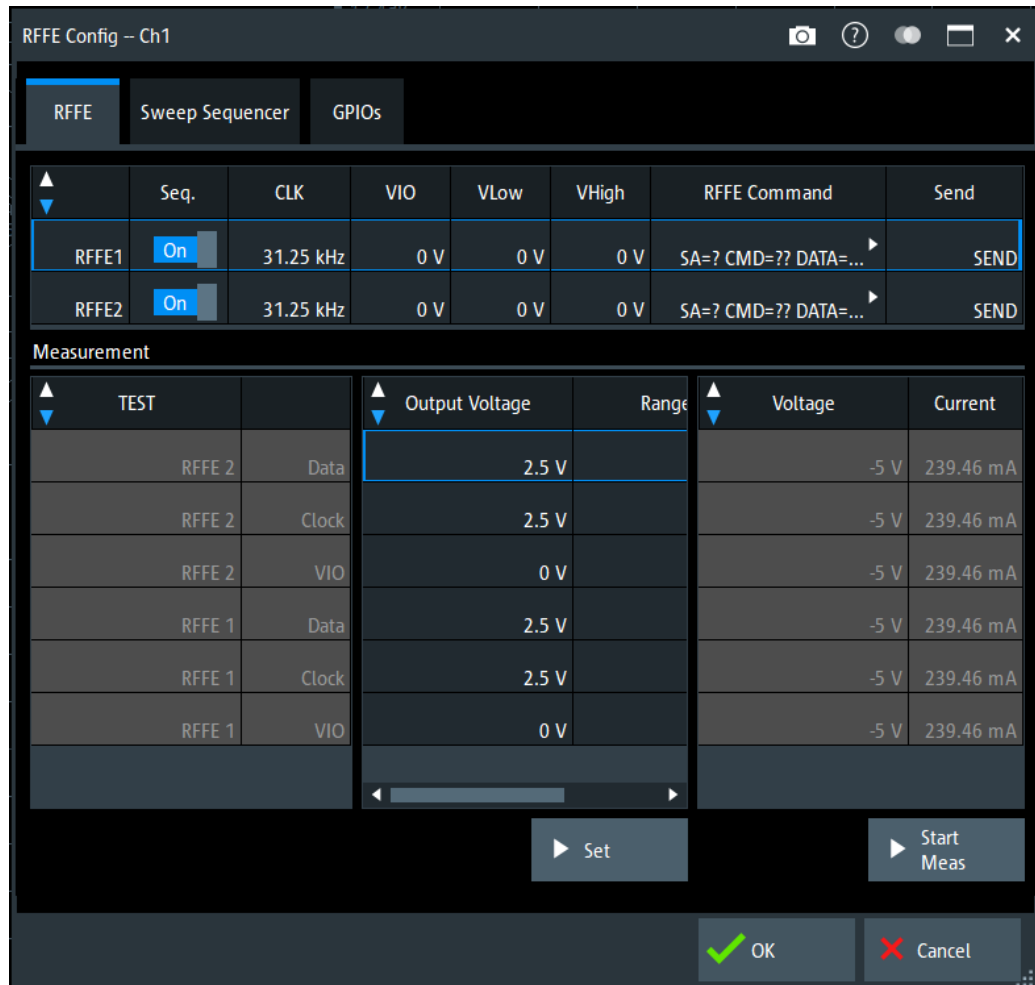 RFFE Config -- Ch1
RFFE Sweep Sequencer GPIOs
Seq. CLK VIO VLow VHigh RFFE Command Send
RFFE1 On 31.25 kHz 0 V 0 V 0 V SA=? CMD=?? DATA=... SEND
RFFE2 On 31.25 kHz 0 V 0 V 0 V SA=? CMD=?? DATA=... SEND
Measurement
TEST Output Voltage Range Voltage Current
RFFE 2 Data 2.5 V -5 V 239.46 mA
RFFE 2 Clock 2.5 V -5 V 239.46 mA
RFFE 2 VIO 0 V -5 V 239.46 mA
RFFE 1 Data 2.5 V -5 V 239.46 mA
RFFE 1 Clock 2.5 V -5 V 239.46 mA
RFFE 1 VIO 0 V -5 V 239.46 mA
Set Start
Meas
OK Cancel